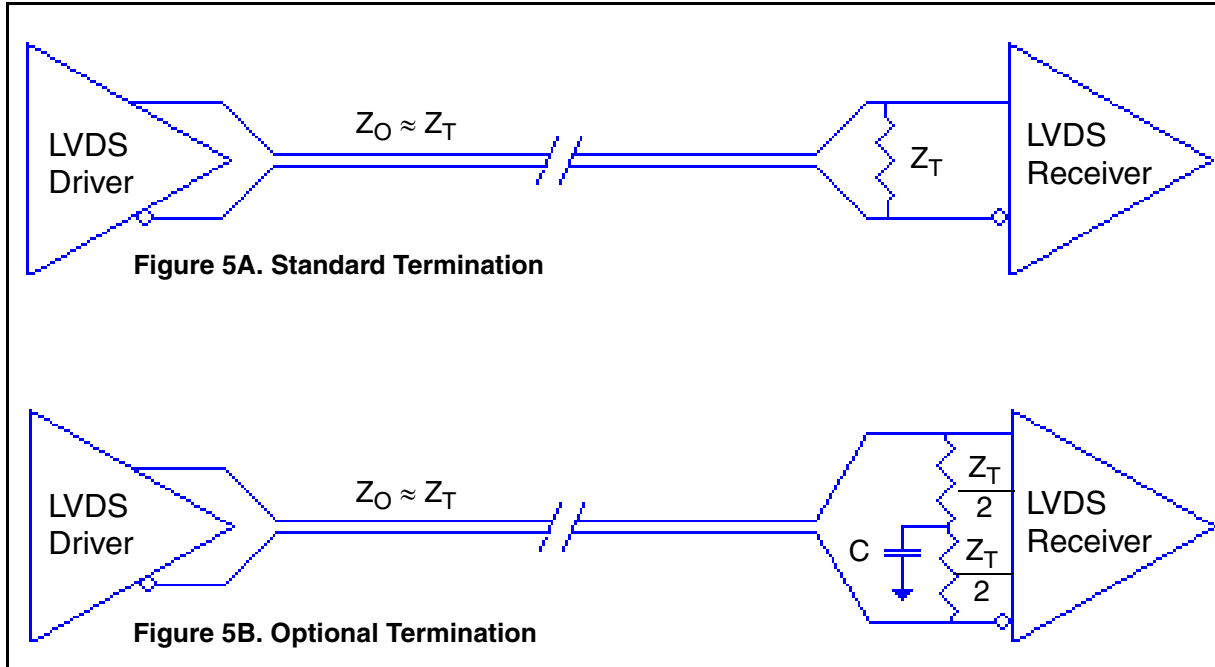 LVDS
Driver
Z_O ≈ Z_T
Z_T
LVDS
Receiver
Figure 5A. Standard Termination
LVDS
Driver
Z_O ≈ Z_T
C
Z_T
2
Z_T
2
LVDS
Receiver
Figure 5B. Optional Termination